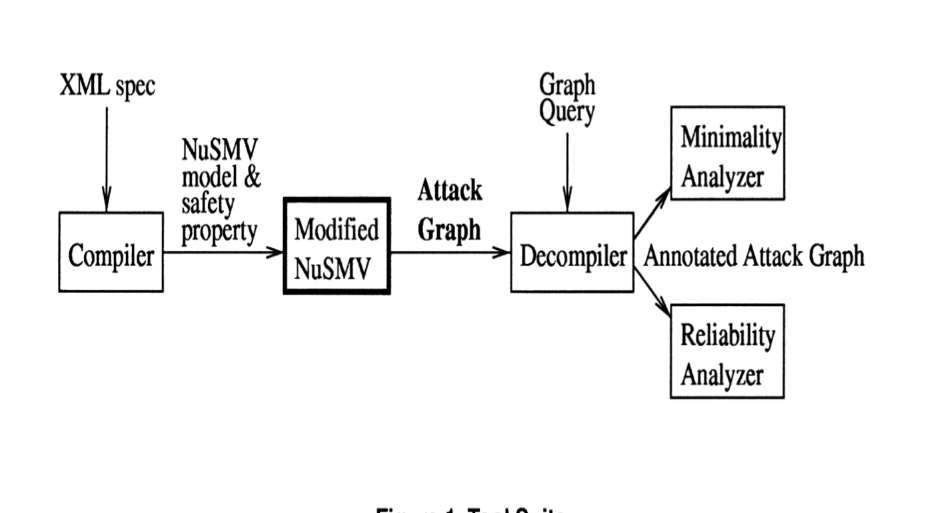 XML spec
Graph
Query
NuSMV
model &
safety
property
Attack
Graph
Minimality
Analyzer
Compiler
Modified
NuSMV
Decompiler
Annotated Attack Graph
Reliability
Analyzer